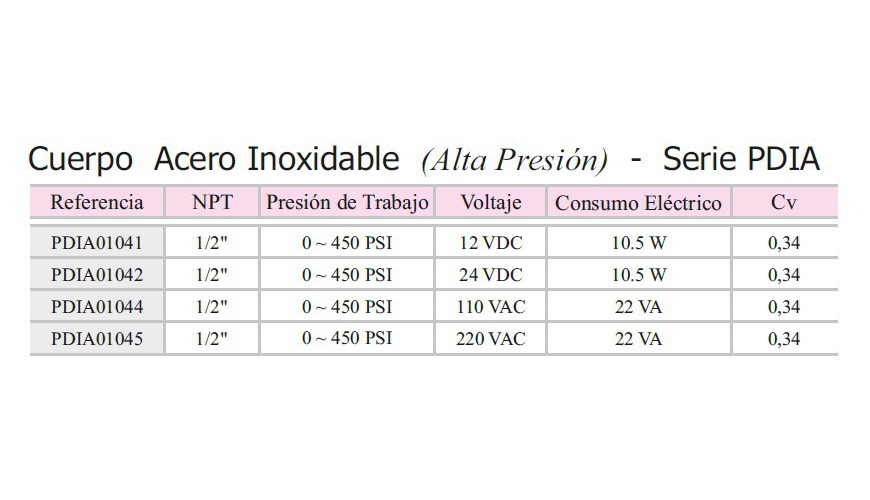 Cuerpo Acero Inoxidable (Alta Presión) - Serie PDIA
Referencia NPT Presión de Trabajo Voltaje Consumo Eléctrico Cv
PDIA01041 1/2" 0 ~ 450 PSI 12 VDC 10.5 W 0,34
PDIA01042 1/2" 0 ~ 450 PSI 24 VDC 10.5 W 0,34
PDIA01044 1/2" 0 ~ 450 PSI 110 VAC 22 VA 0,34
PDIA01045 1/2" 0 ~ 450 PSI 220 VAC 22 VA 0,34